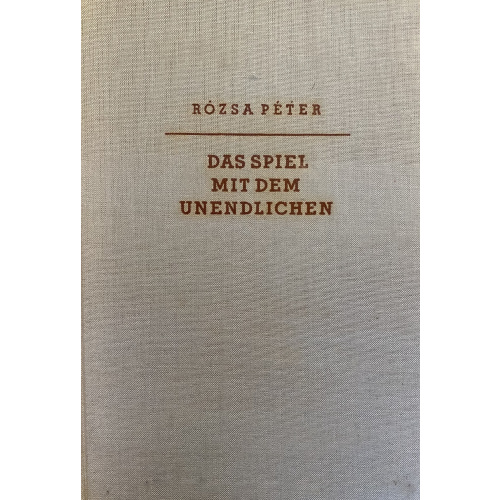 RÓZSA PÉTER
DAS SPIEL
MIT DEM
UNENDLICHEN